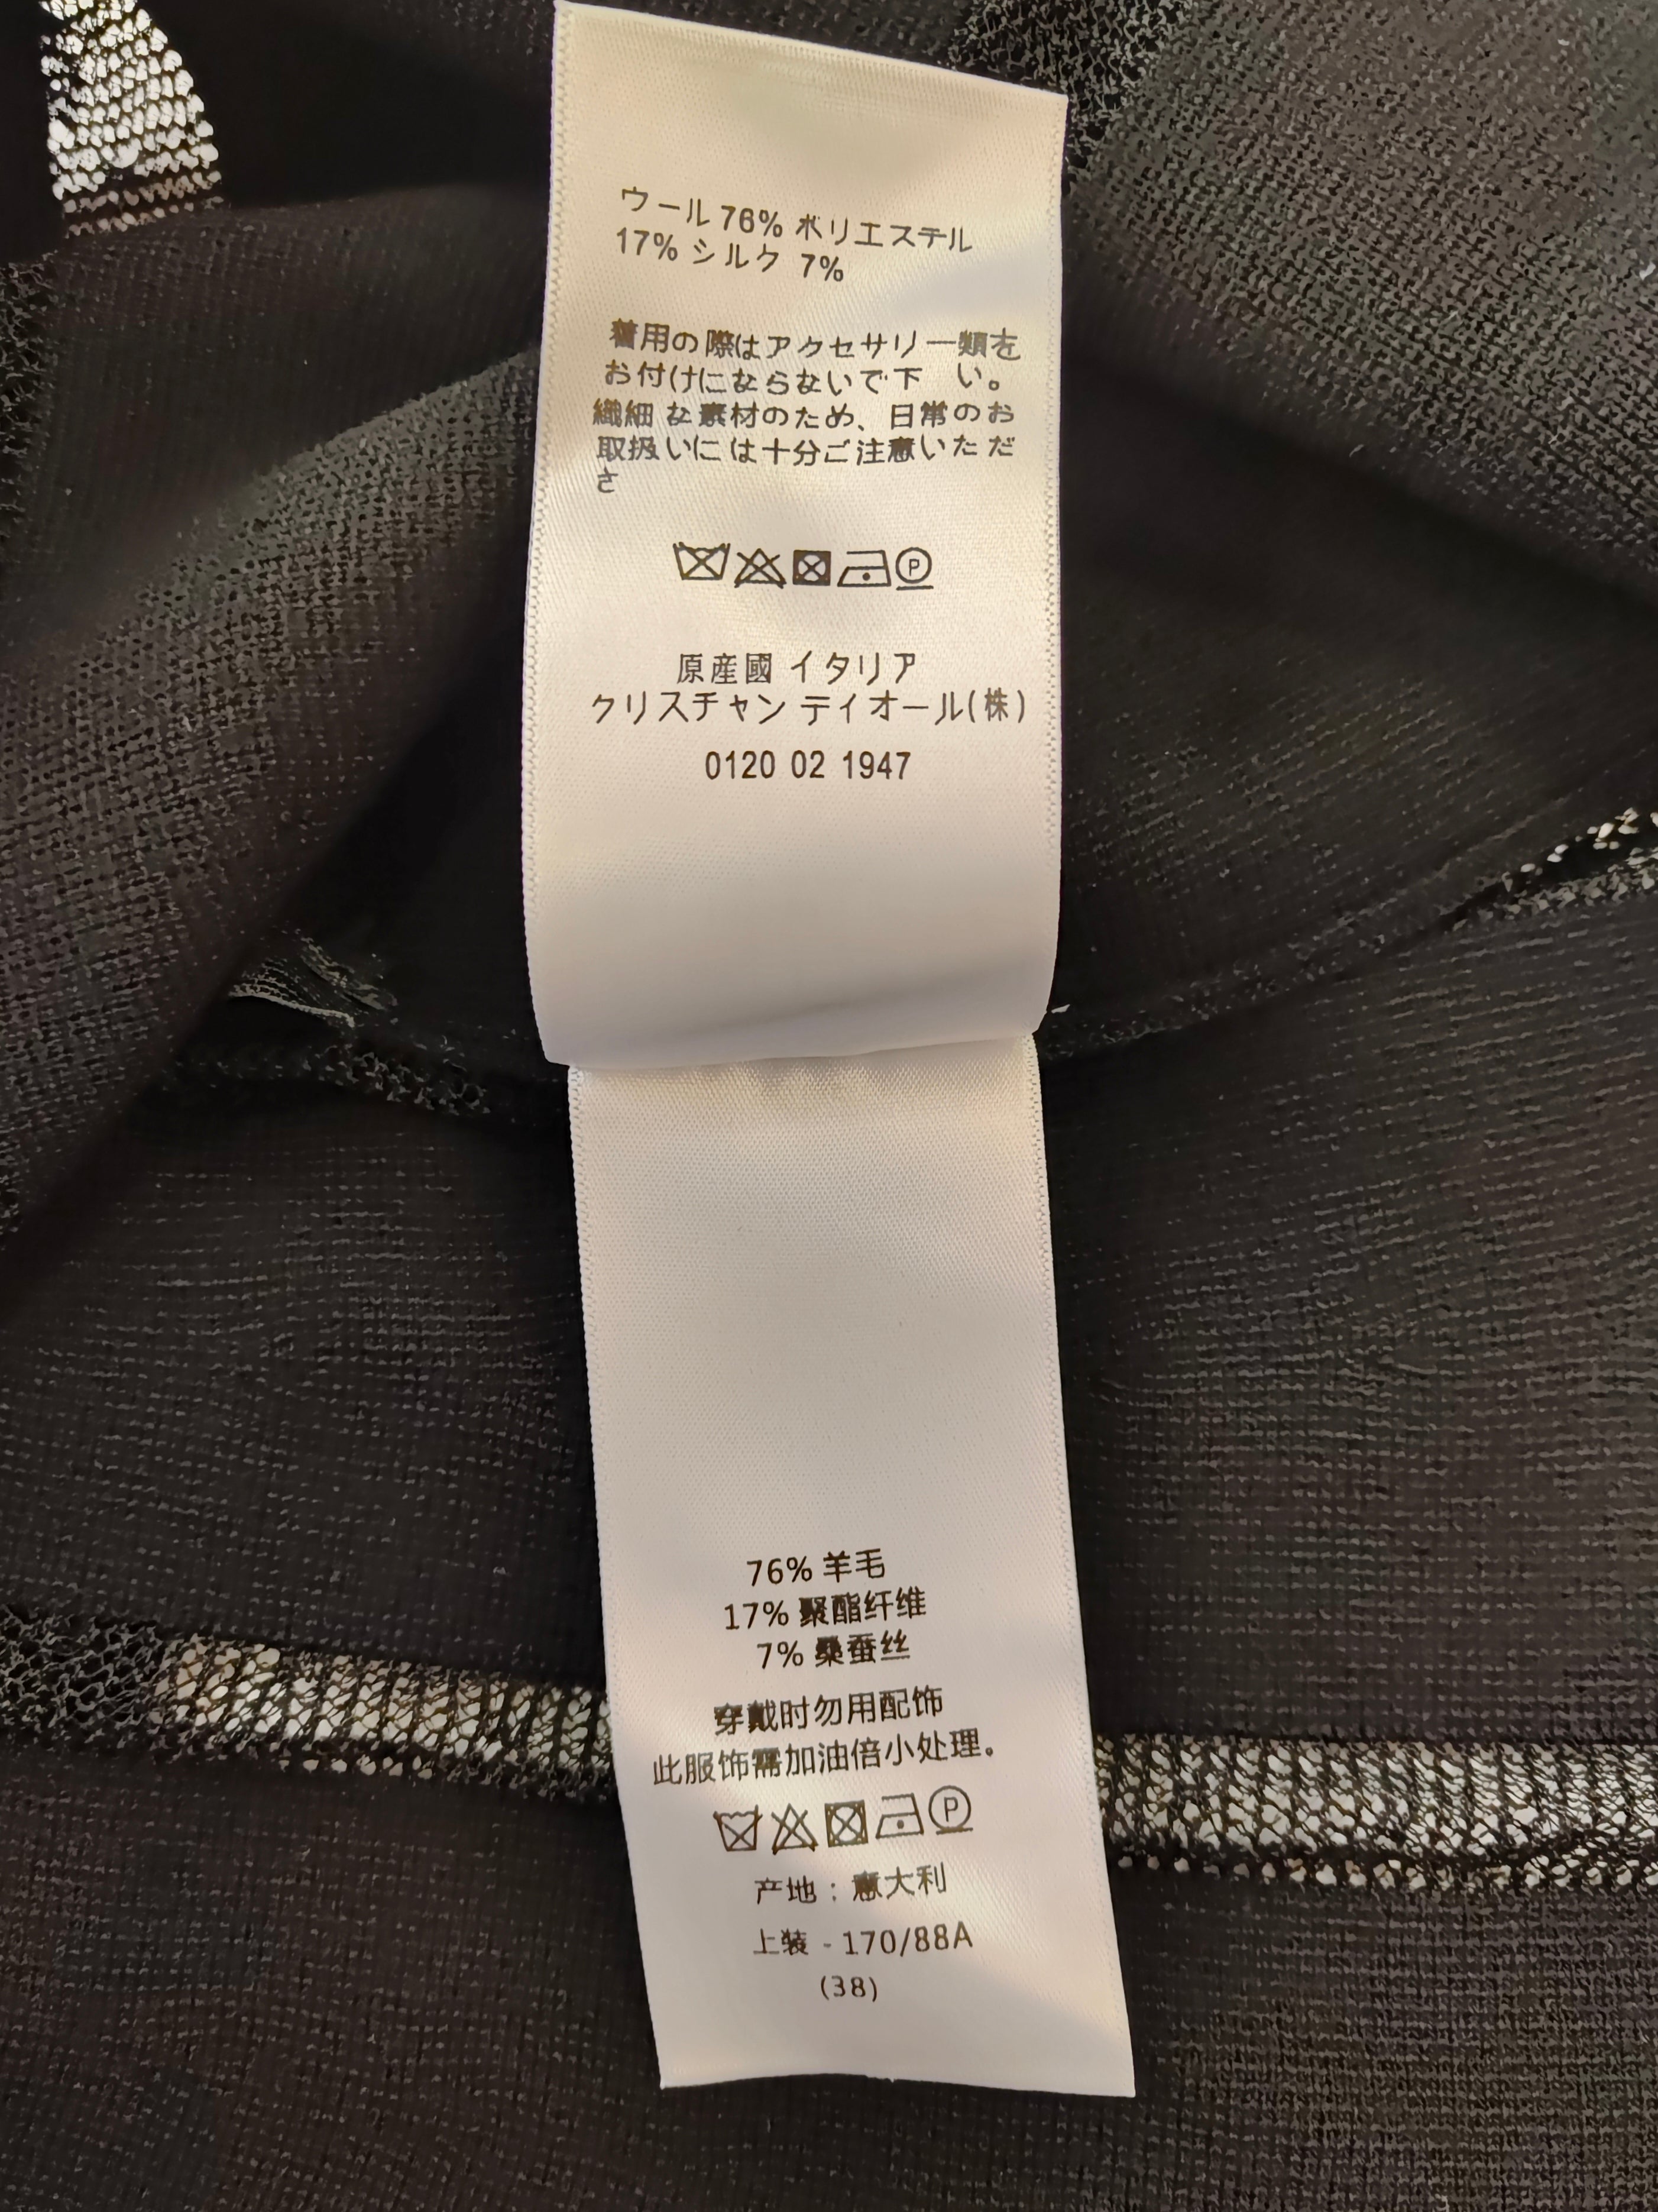 ウール 76% ポリエステル
17% シルク 7%
着用の際はアクセサリー類を
お付けにならないで下 い。
繊細 な素材のため、日常のお
取扱いには十分ご注意いただ
さ
P
原産國 イタリア
クリスチャン ディオール(株)
0120 02 1947
76% 羊毛
17% 聚酯纤维
7% 桑蚕丝
穿戴时勿用配饰
此服饰需加油倍小处理。
P
产地：意大利
上装 - 170/88A
(38)